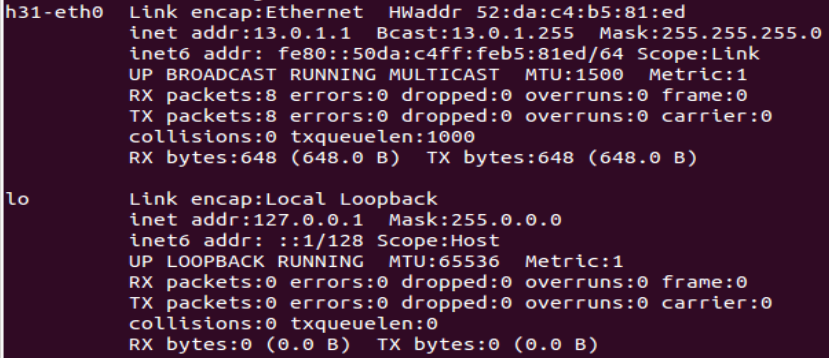 h31-eth0  Link encap:Ethernet  HWaddr 52:da:c4:b5:81:ed
          inet addr:13.0.1.1  Bcast:13.0.1.255  Mask:255.255.255.0
          inet6 addr: fe80::50da:c4ff:feb5:81ed/64 Scope:Link
          UP BROADCAST RUNNING MULTICAST  MTU:1500  Metric:1
          RX packets:8 errors:0 dropped:0 overruns:0 frame:0
          TX packets:8 errors:0 dropped:0 overruns:0 carrier:0
          collisions:0 txqueuelen:1000
          RX bytes:648 (648.0 B)  TX bytes:648 (648.0 B)

lo        Link encap:Local Loopback
          inet addr:127.0.0.1  Mask:255.0.0.0
          inet6 addr: ::1/128 Scope:Host
          UP LOOPBACK RUNNING  MTU:65536  Metric:1
          RX packets:0 errors:0 dropped:0 overruns:0 frame:0
          TX packets:0 errors:0 dropped:0 overruns:0 carrier:0
          collisions:0 txqueuelen:0
          RX bytes:0 (0.0 B)  TX bytes:0 (0.0 B)